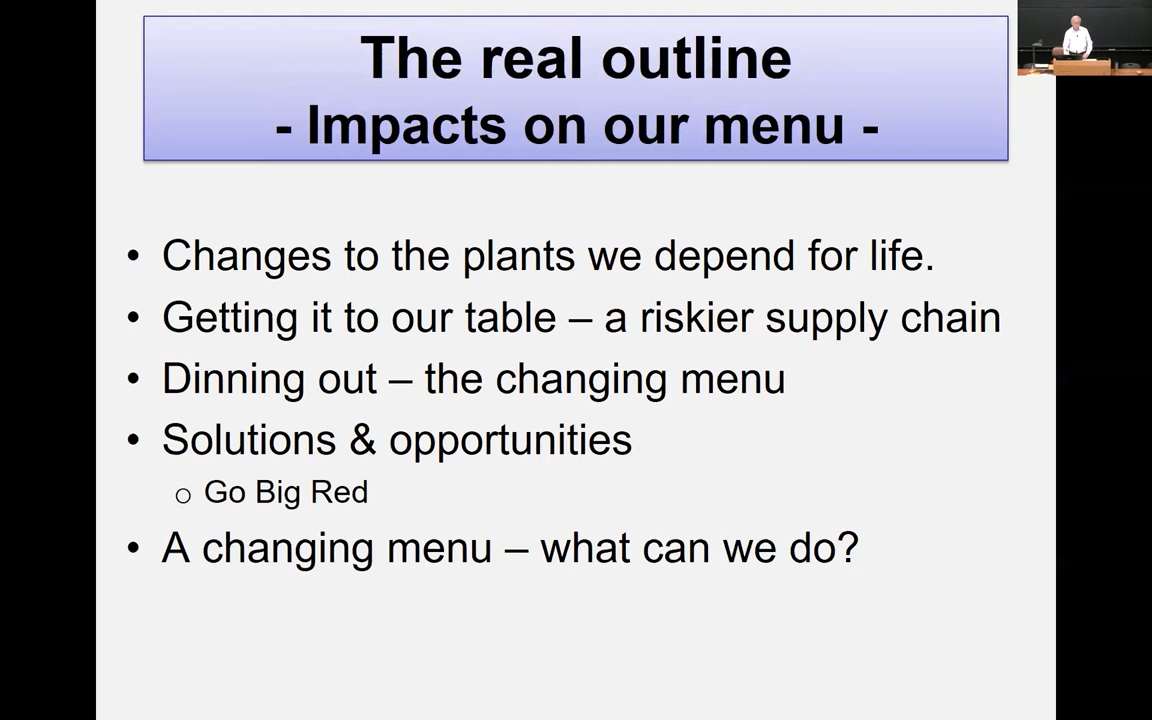 The real outline
- Impacts on our menu -
• Changes to the plants we depend for life.
• Getting it to our table – a riskier supply chain
• Dinning out – the changing menu
• Solutions & opportunities
o Go Big Red
• A changing menu – what can we do?